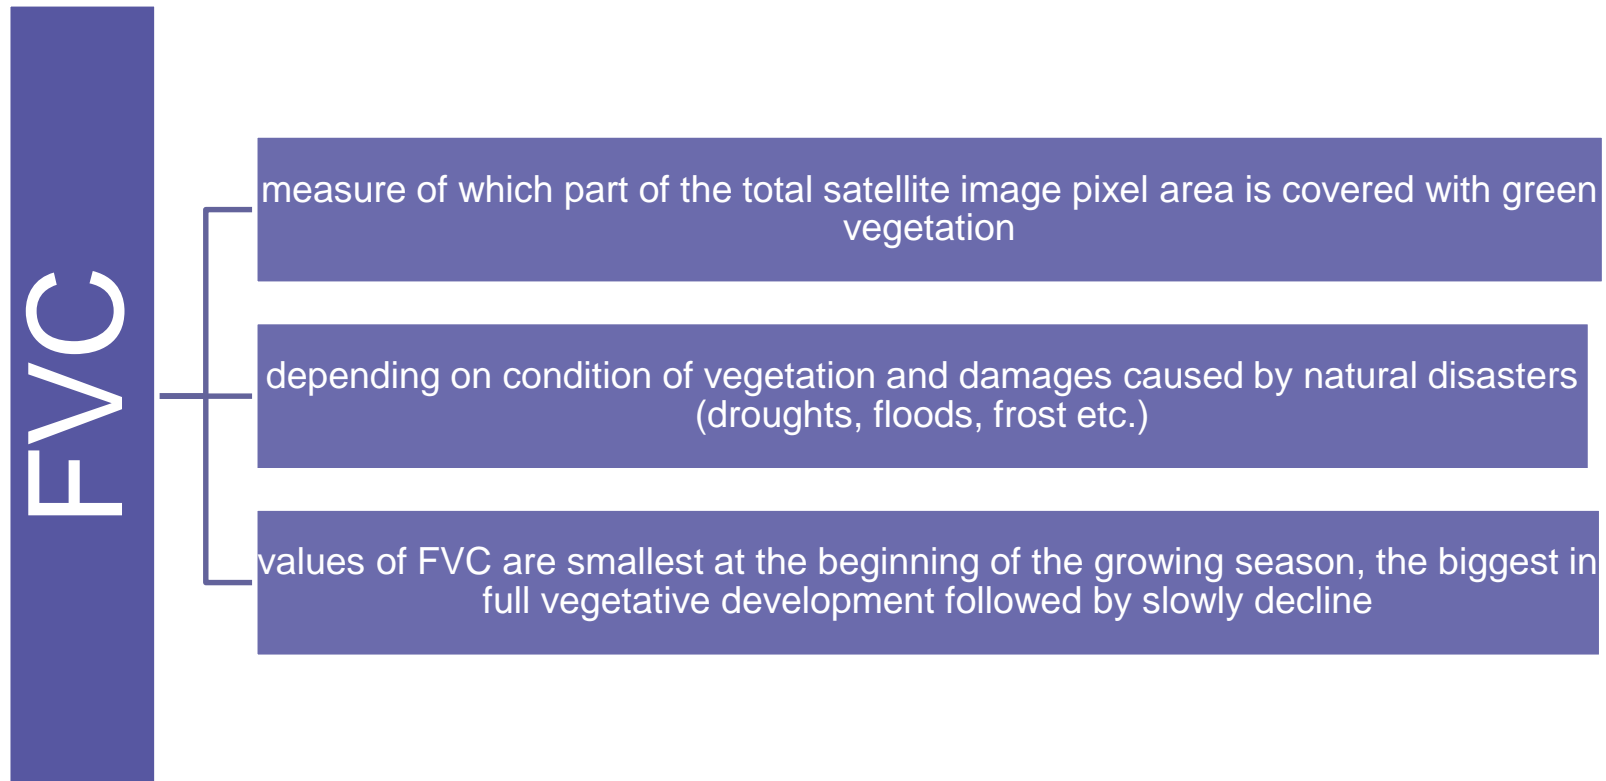 FVC
measure of which part of the total satellite image pixel area is covered with green
vegetation
depending on condition of vegetation and damages caused by natural disasters
(droughts, floods, frost etc.)
values of FVC are smallest at the beginning of the growing season, the biggest in
full vegetative development followed by slowly decline